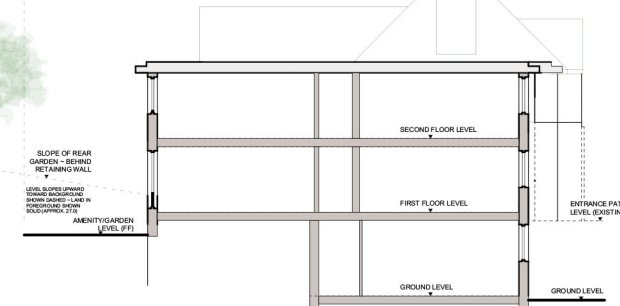 SECOND FLOOR LEVEL
SLOPE OF REAR
GARDEN - BEHIND
RETAINING WALL
LEVEL SLOPES UPWARD
TOWARD BACKGROUND
SHOWN DASHED - LAND IN
FOREGROUND SHOWN
SOLID (APPROX. 27.0)
FIRST FLOOR LEVEL
ENTRANCE PAT
LEVEL (EXISTIN
AMENITY/GARDEN
LEVEL (FF)
GROUND LEVEL
GROUND LEVEL